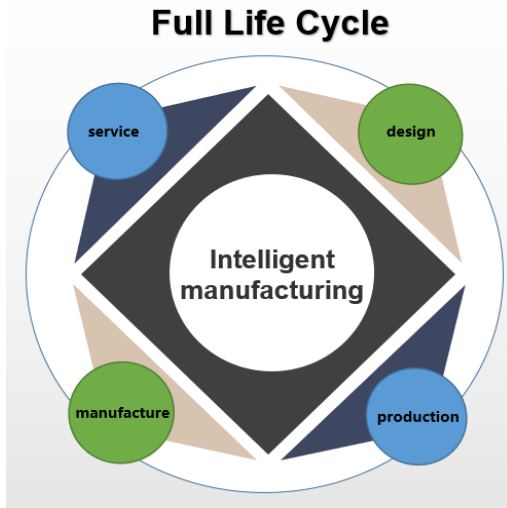 Full Life Cycle
service
design
Intelligent
manufacturing
manufacture
production